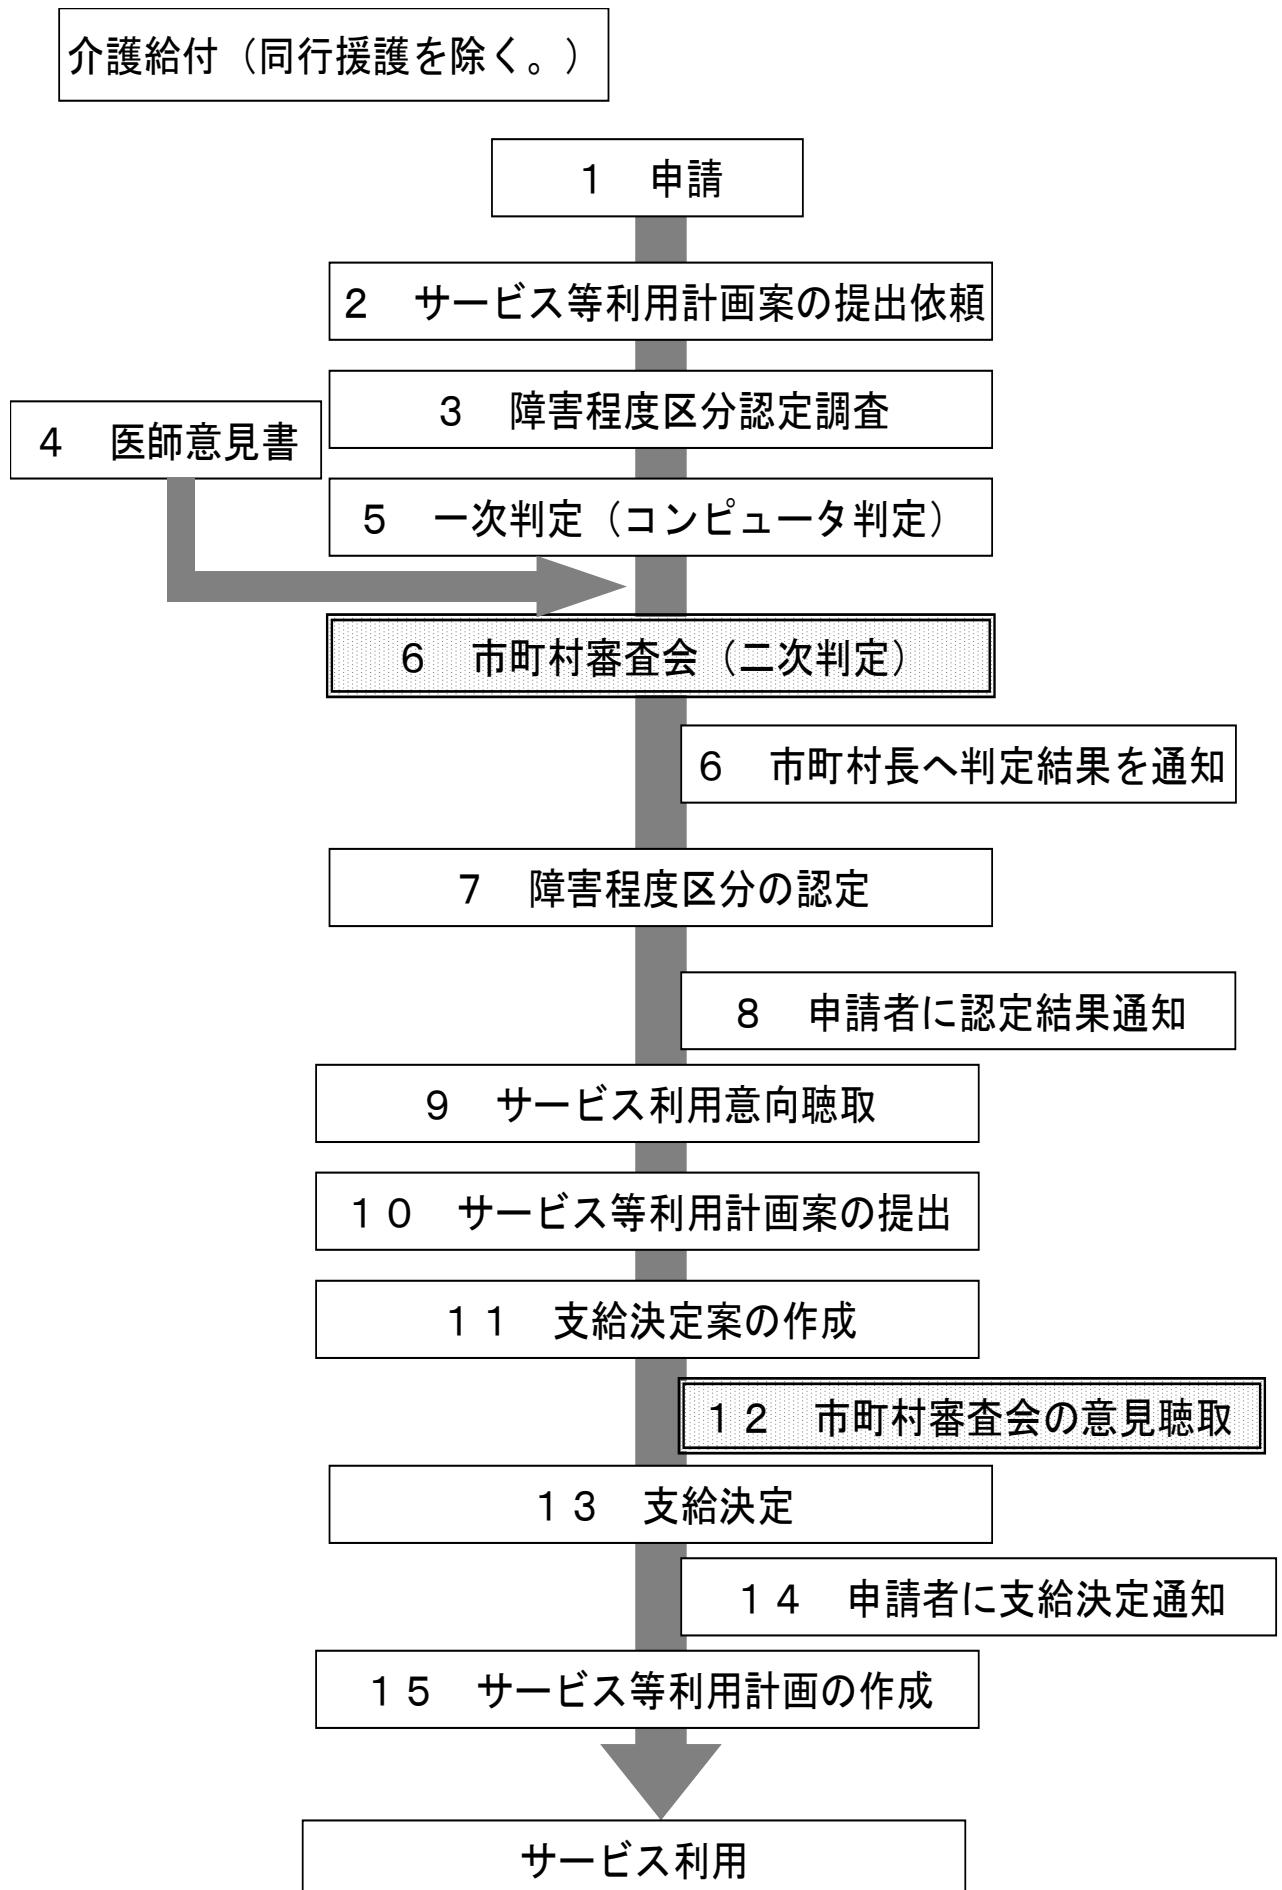 介護給付（同行援護を除く。）
１　申請
２　サービス等利用計画案の提出依頼
３　障害程度区分認定調査
４　医師意見書
５　一次判定（コンピュータ判定）
６　市町村審査会（二次判定）
６　市町村長へ判定結果を通知
７　障害程度区分の認定
８　申請者に認定結果通知
９　サービス利用意向聴取
１０　サービス等利用計画案の提出
１１　支給決定案の作成
１２　市町村審査会の意見聴取
１３　支給決定
１４　申請者に支給決定通知
１５　サービス等利用計画の作成
サービス利用